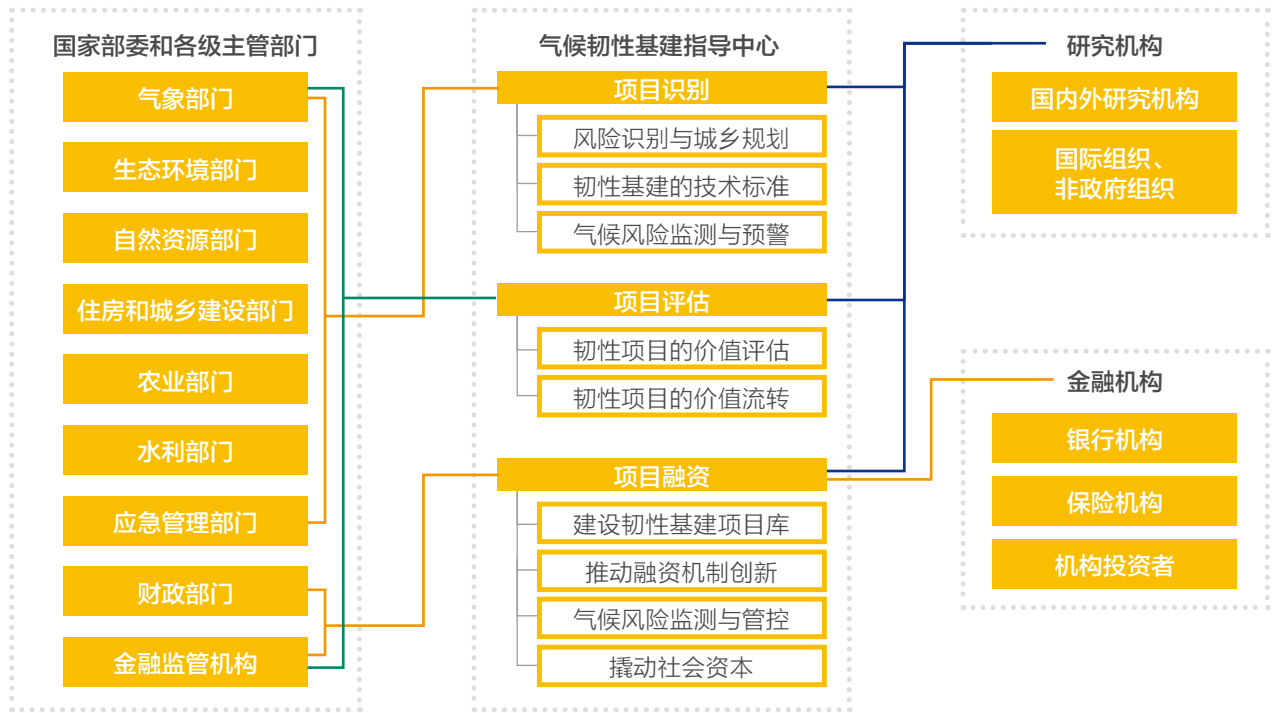 国家部委和各级主管部门
气象部门
生态环境部门
自然资源部门
住房和城乡建设部门
农业部门
水利部门
应急管理部门
财政部门
金融监管机构
气候韧性基建指导中心
项目识别
风险识别与城乡规划
韧性基建的技术标准
气候风险监测与预警
项目评估
韧性项目的价值评估
韧性项目的价值流转
项目融资
建设韧性基建项目库
推动融资机制创新
气候风险监测与管控
撬动社会资本
研究机构
国内外研究机构
国际组织、
非政府组织
金融机构
银行机构
保险机构
机构投资者